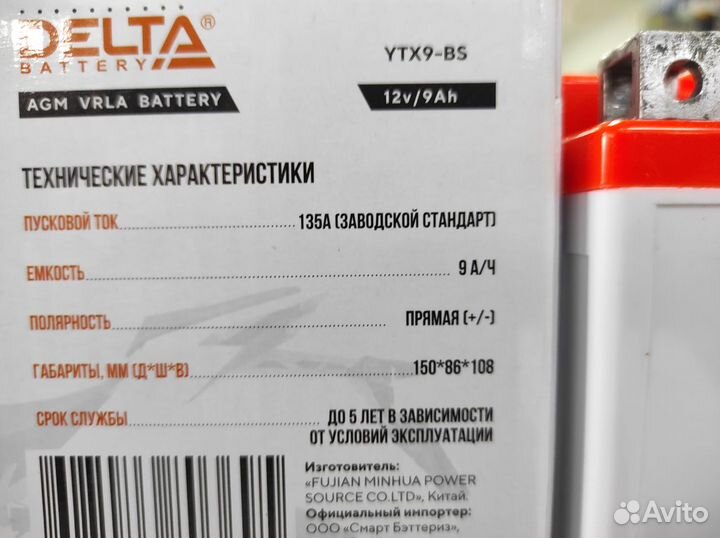 DELTA®
BATTERY
YTX9-BS
AGM VRLA BATTERY
12v/9Ah
ТЕХНИЧЕСКИЕ ХАРАКТЕРИСТИКИ
ПУСКОВОЙ ТОК 135А (ЗАВОДСКОЙ СТАНДАРТ)
ЕМКОСТЬ 9 А/Ч
ПОЛЯРНОСТЬ ПРЯМАЯ (+/-)
ГАБАРИТЫ, ММ (Д*Ш*В) 150*86*108
СРОК СЛУЖБЫ ДО 5 ЛЕТ В ЗАВИСИМОСТИ
ОТ УСЛОВИЙ ЭКСПЛУАТАЦИИ
Изготовитель:
«FUJIAN MINHUA POWER
SOURCE CO.LTD», Китай.
Официальный импортер:
ООО «Смарт Бэттериз»,
Avito